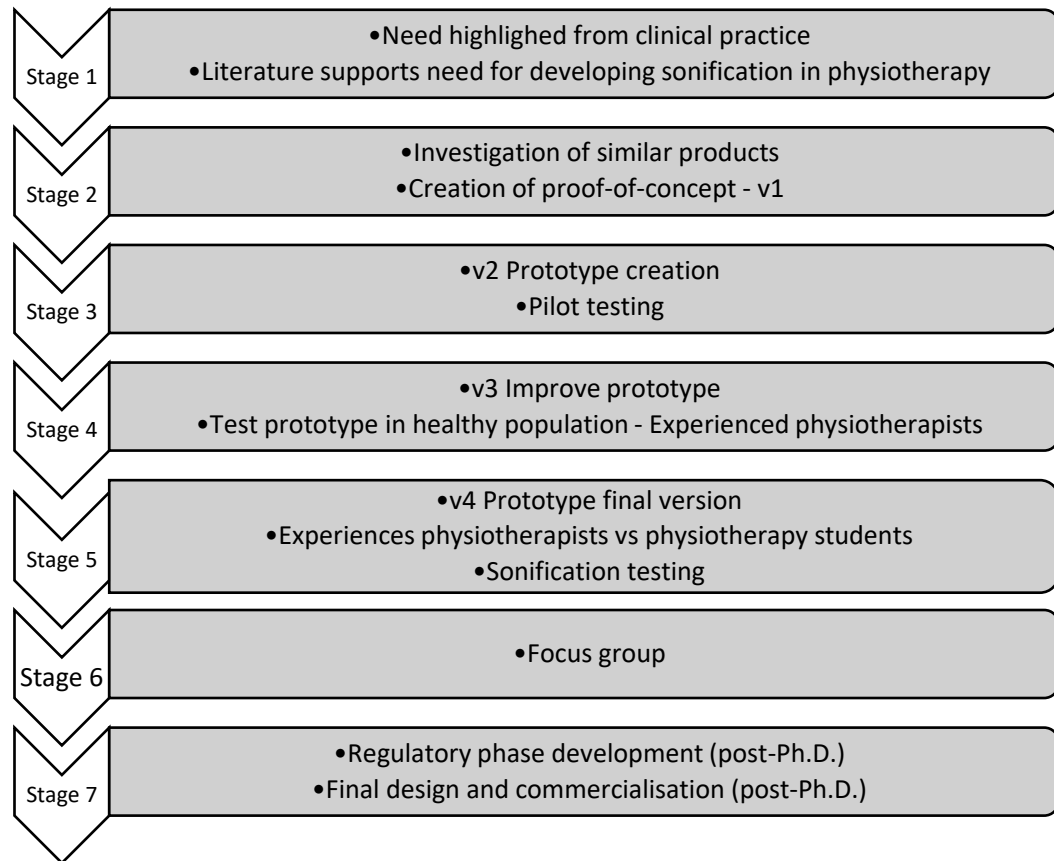 Stage 1
•Need highlighed from clinical practice
•Literature supports need for developing sonification in physiotherapy
Stage 2
•Investigation of similar products
•Creation of proof-of-concept - v1
Stage 3
•v2 Prototype creation
•Pilot testing
Stage 4
•v3 Improve prototype
•Test prototype in healthy population - Experienced physiotherapists
Stage 5
•v4 Prototype final version
•Experiences physiotherapists vs physiotherapy students
•Sonification testing
Stage 6
•Focus group
Stage 7
•Regulatory phase development (post-Ph.D.)
•Final design and commercialisation (post-Ph.D.)